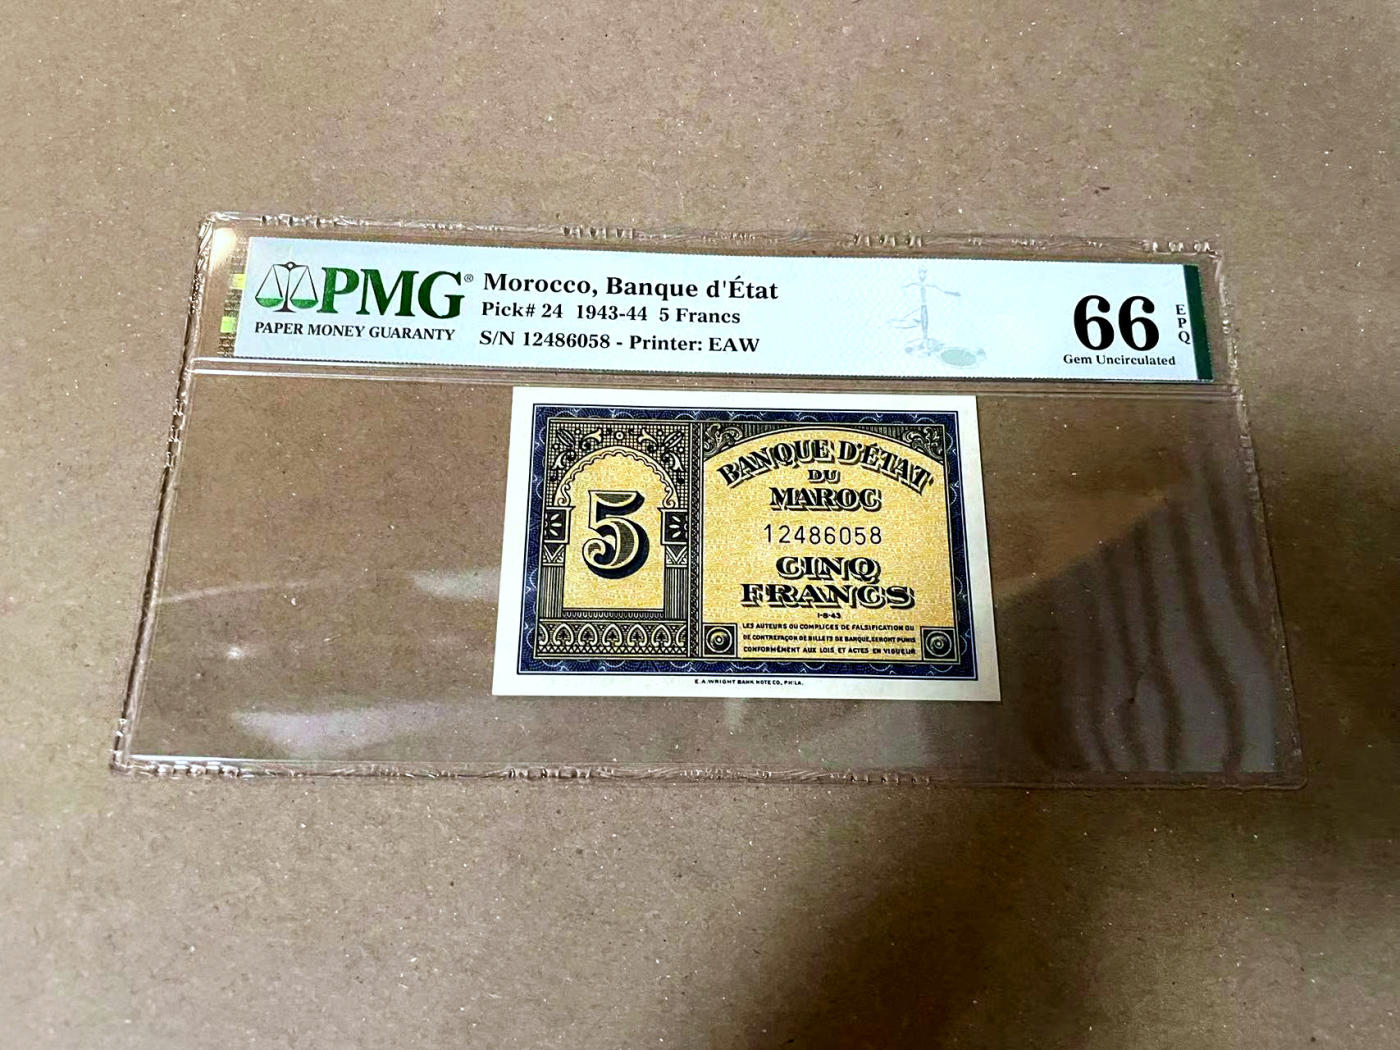 PMG®
PAPER MONEY GUARANTY
Morocco, Banque d'État
Pick# 24 1943-44 5 Francs
S/N 12486058 - Printer: EAW
66
EPQ
Gem Uncirculated
5
BANQUE D'ÉTAT
DU
MAROC
12486058
CINQ
FRANCS
1-8-43
LES AUTEURS OU COMPLICES DE FALSIFICATION OU
DE CONTREFAÇON DE BILLETS DE BANQUE, SERONT PUNIS
CONFORMÉMENT AUX LOIS ET ACTES EN VIGUEUR
E.A. WRIGHT BANK NOTE CO., PHILA.